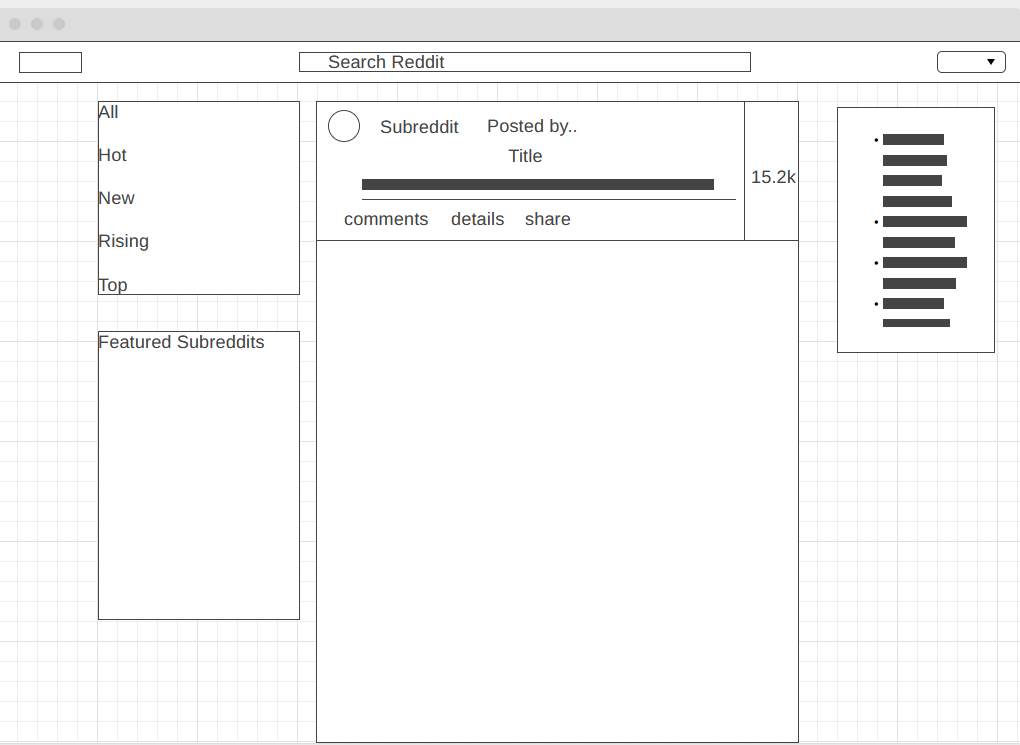 Search Reddit
All
Hot
New
Rising
Top
Featured Subreddits
Subreddit Posted by..
Title
15.2k
comments details share